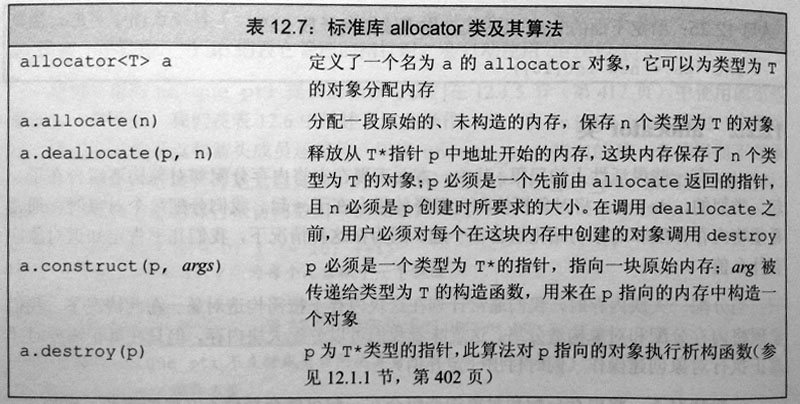 表 12.7：标准库 allocator 类及其算法
allocator<T> a 定义了一个名为 a 的 allocator 对象，它可以为类型为 T
的对象分配内存
a.allocate(n) 分配一段原始的、未构造的内存，保存 n 个类型为 T 的对象
a.deallocate(p, n) 释放从 T*指针 p 中地址开始的内存，这块内存保存了 n 个类
型为 T 的对象；p 必须是一个先前由 allocate 返回的指针，
且 n 必须是 p 创建时所要求的大小。在调用 deallocate 之
前，用户必须对每个在这块内存中创建的对象调用 destroy
a.construct(p, args) p 必须是一个类型为 T*的指针，指向一块原始内存；arg 被
传递给类型为 T 的构造函数，用来在 p 指向的内存中构造一
个对象
a.destroy(p) p 为 T*类型的指针，此算法对 p 指向的对象执行析构函数（参
见 12.1.1 节，第 402 页）